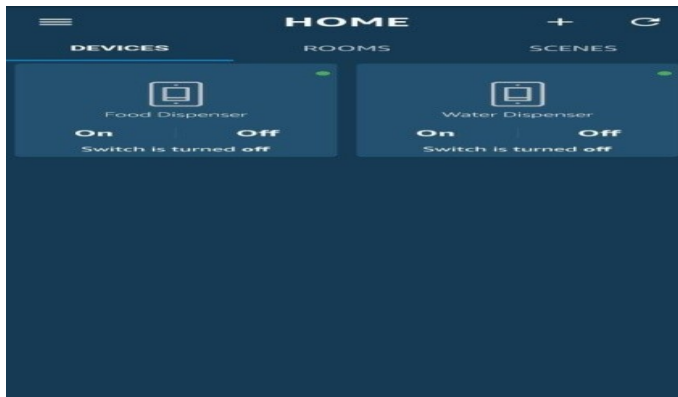 HOME
DEVICES ROOMS SCENES
Food Dispenser Water Dispenser
On Off On Off
Switch is turned off Switch is turned off